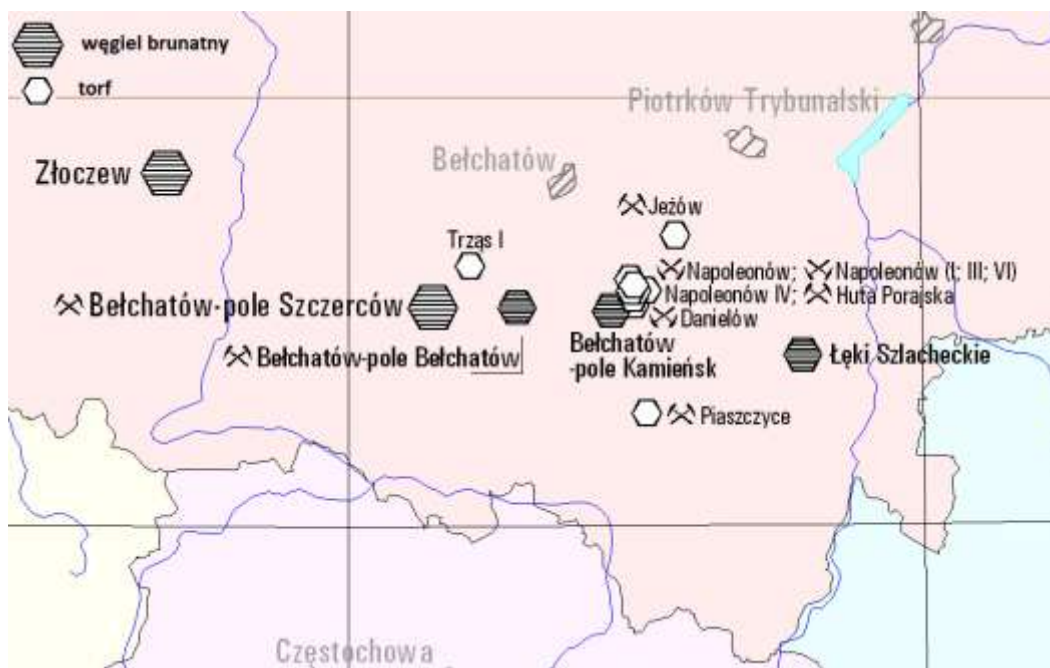 węgiel brunatny
torf
Piotrków Trybunalski
Bełchatów
Złoczew
Jeżów
Trząs I
Napoleonów; Napoleonów (I; III; VI)
Napoleonów IV; Huta Porajska
Bełchatów-pole Szczerców
Danielów
Bełchatów
-pole Kamieńsk
Bełchatów-pole Bełchatów
Łęki Szlacheckie
Piaszczyce
Częstochowa